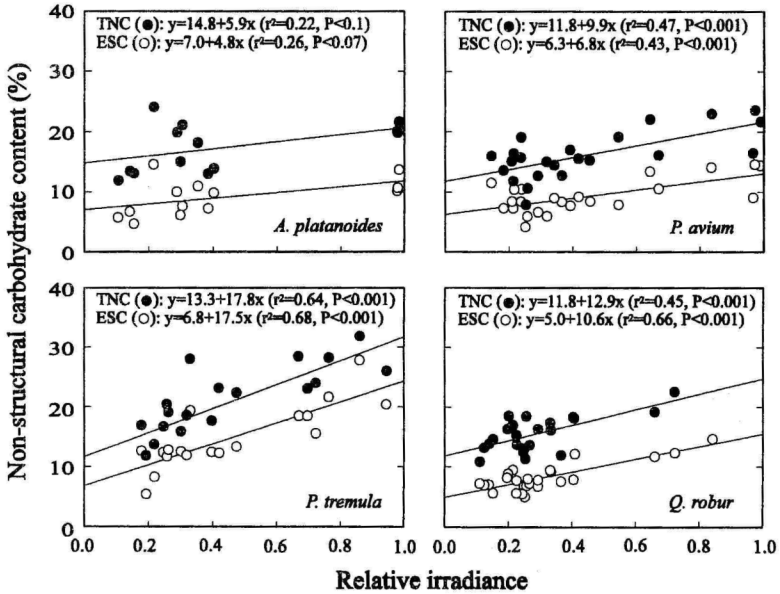 TNC (●): y=14.8+5.9x (r²=0.22, P<0.1)
ESC (○): y=7.0+4.8x (r²=0.26, P<0.07)
40
30
20
10
0
A. platanoides
TNC (●): y=11.8+9.9x (r²=0.47, P<0.001)
ESC (○): y=6.3+6.8x (r²=0.43, P<0.001)
P. avium
Non-structural carbohydrate content (%)
TNC (●): y=13.3+17.8x (r²=0.64, P<0.001)
ESC (○): y=6.8+17.5x (r²=0.68, P<0.001)
40
30
20
10
0
P. tremula
0.0 0.2 0.4 0.6 0.8 1.0
TNC (●): y=11.8+12.9x (r²=0.45, P<0.001)
ESC (○): y=5.0+10.6x (r²=0.66, P<0.001)
Q. robur
0.0 0.2 0.4 0.6 0.8 1.0
Relative irradiance